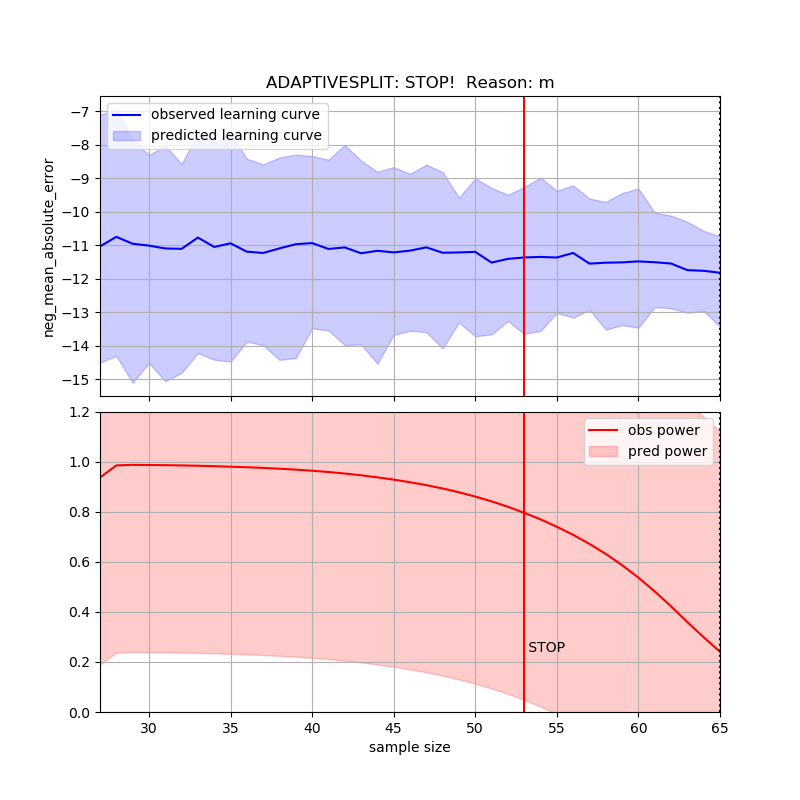 ADAPTIVESPLIT: STOP!  Reason: m
observed learning curve
predicted learning curve
neg_mean_absolute_error
−7
−8
−9
−10
−11
−12
−13
−14
−15
obs power
pred power
1.2
1.0
0.8
0.6
0.4
0.2
0.0
STOP
30 35 40 45 50 55 60 65
sample size